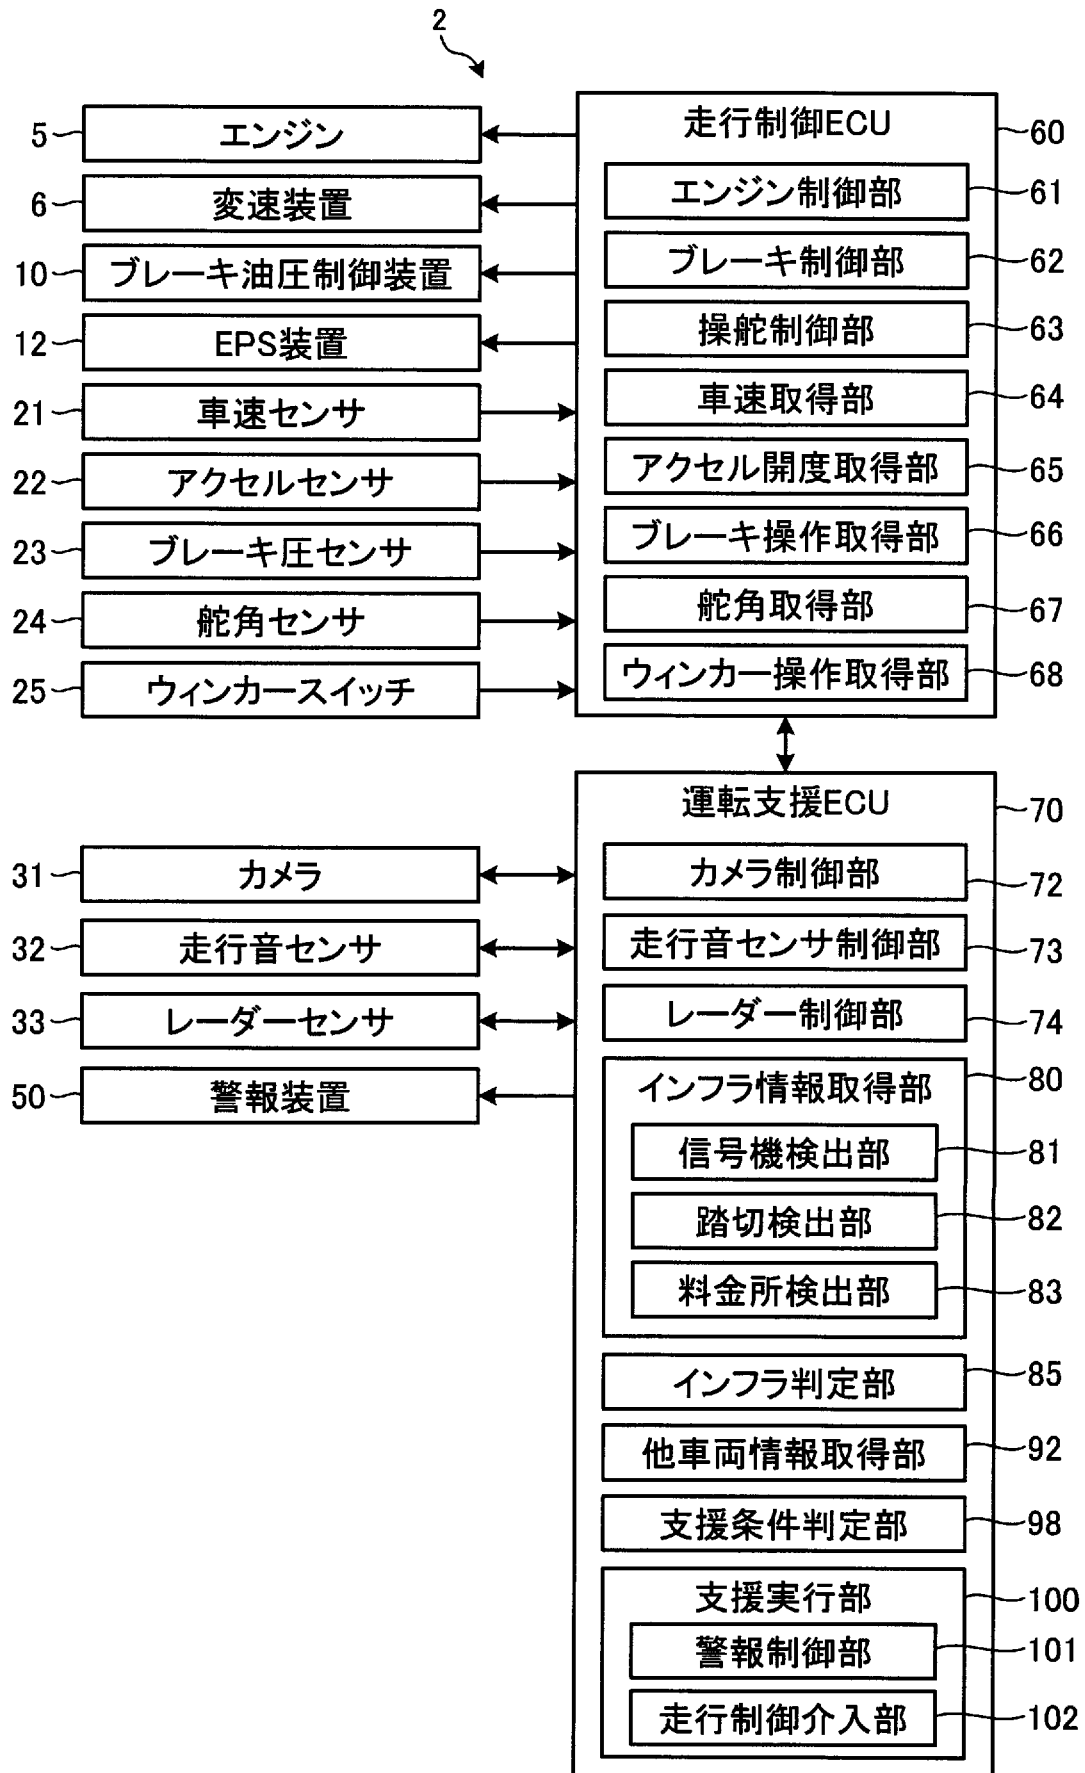 2
5 エンジン
6 変速装置
10 ブレーキ油圧制御装置
12 EPS装置
21 車速センサ
22 アクセルセンサ
23 ブレーキ圧センサ
24 舵角センサ
25 ウィンカースイッチ
走行制御ECU 60
エンジン制御部 61
ブレーキ制御部 62
操舵制御部 63
車速取得部 64
アクセル開度取得部 65
ブレーキ操作取得部 66
舵角取得部 67
ウィンカー操作取得部 68
31 カメラ
32 走行音センサ
33 レーダーセンサ
50 警報装置
運転支援ECU 70
カメラ制御部 72
走行音センサ制御部 73
レーダー制御部 74
インフラ情報取得部 80
信号機検出部 81
踏切検出部 82
料金所検出部 83
インフラ判定部 85
他車両情報取得部 92
支援条件判定部 98
支援実行部 100
警報制御部 101
走行制御介入部 102